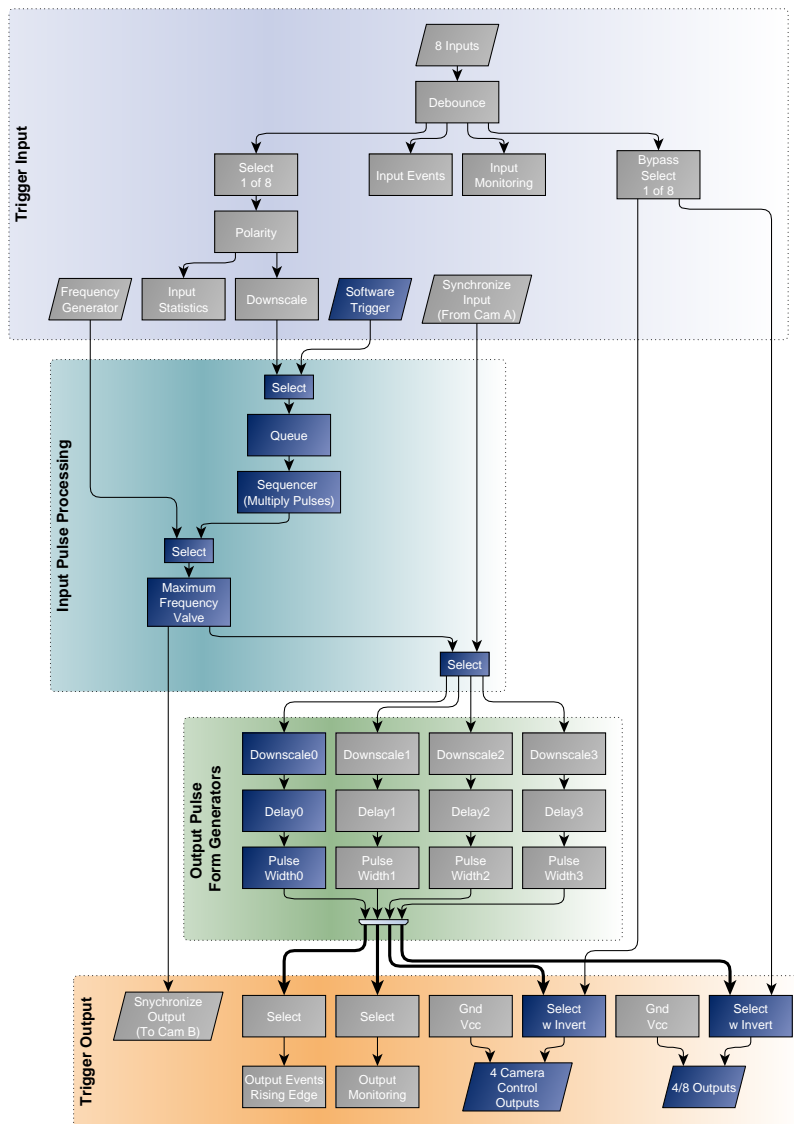 Trigger Input
8 Inputs
Debounce
Select
1 of 8
Input Events
Input
Monitoring
Bypass
Select
1 of 8
Polarity
Frequency
Generator
Input
Statistics
Downscale
Software
Trigger
Synchronize
Input
(From Cam A)
Input Pulse Processing
Select
Queue
Sequencer
(Multiply Pulses)
Select
Maximum
Frequency
Valve
Select
Output Pulse
Form Generators
Downscale0
Downscale1
Downscale2
Downscale3
Delay0
Delay1
Delay2
Delay3
Pulse
Width0
Pulse
Width1
Pulse
Width2
Pulse
Width3
Trigger Output
Snychronize
Output
(To Cam B)
Select
Select
Gnd
Vcc
Select
w Invert
Gnd
Vcc
Select
w Invert
Output Events
Rising Edge
Output
Monitoring
4 Camera
Control
Outputs
4/8 Outputs